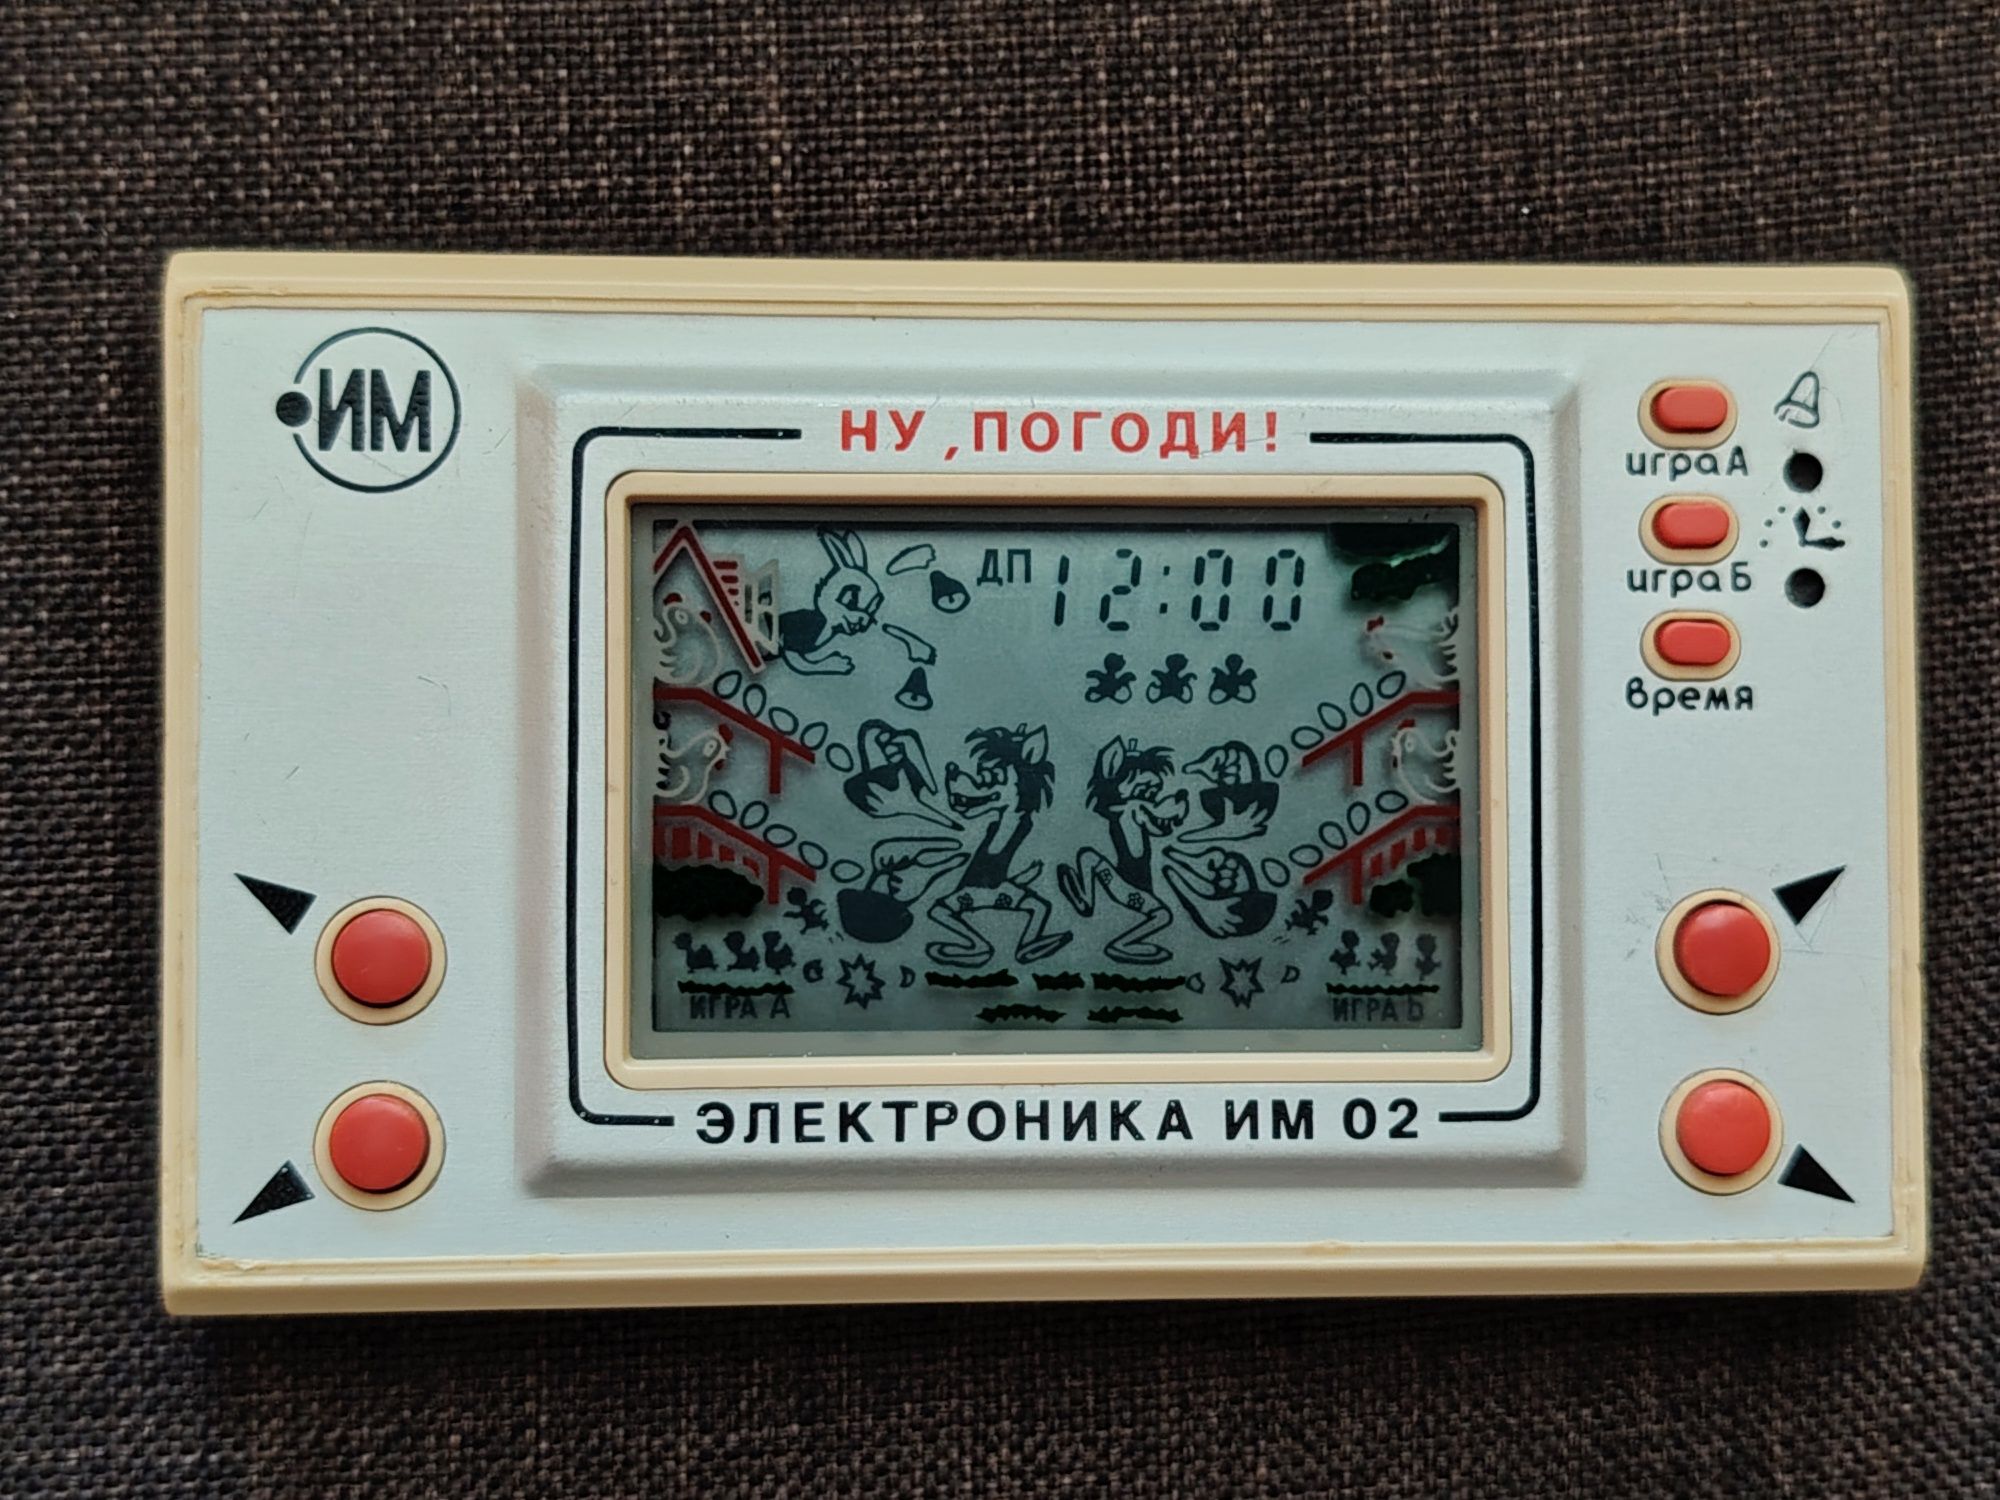 ИМ
НУ, ПОГОДИ!
игра А
игра Б
время
ДП 12:00
ИГРА А
ИГРА Б
ЭЛЕКТРОНИКА ИМ 02